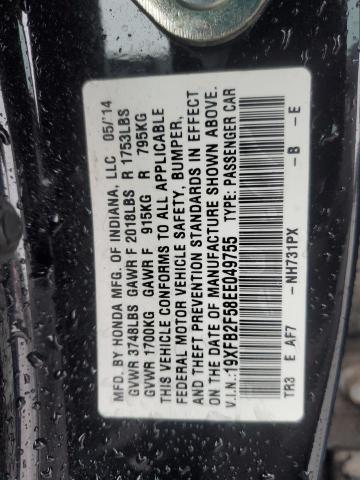 MFD. BY HONDA MFG. OF INDIANA, LLC 05/'14
GVWR 3748LBS GAWR F 2018LBS R 1753LBS
GVWR 1700KG GAWR F 915KG R 795KG
THIS VEHICLE CONFORMS TO ALL APPLICABLE
FEDERAL MOTOR VEHICLE SAFETY, BUMPER,
AND THEFT PREVENTION STANDARDS IN EFFECT
ON THE DATE OF MANUFACTURE SHOWN ABOVE.
V.I.N.: 19XFB2F58EE049755 TYPE: PASSENGER CAR
TR3 E AF7 -NH731PX -B -E